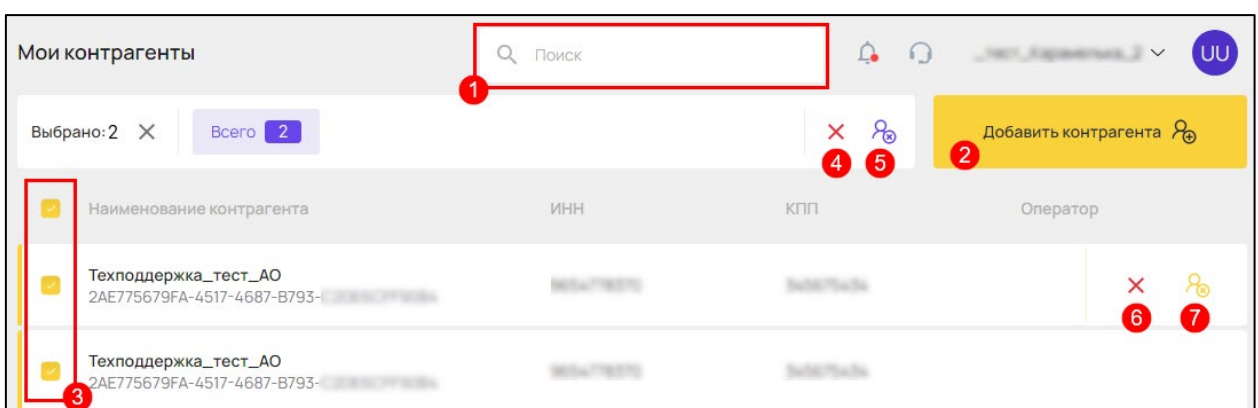 Мои контрагенты
Поиск
UU
1
Выбрано: 2
Всего 2
4
5
Добавить контрагента
2
Наименование контрагента ИНН КПП Оператор
Техподдержка_тест_АО
2AE775679FA-4517-4687-B793-
6
7
Техподдержка_тест_АО
2AE775679FA-4517-4687-B793-
3